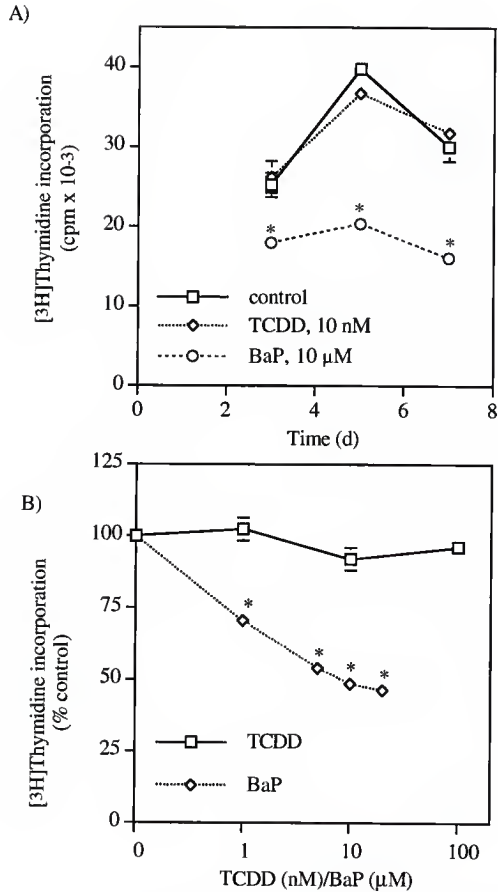 A)
[3H]Thymidine incorporation
(cpm x 10-3)
40
30
20
10
0
*
*
*
control
TCDD, 10 nM
BaP, 10 µM
0 2 4 6 8
Time (d)
B)
[3H]Thymidine incorporation
(% control)
125
100
75
50
25
0
*
*
*
*
TCDD
BaP
0 1 10 100
TCDD (nM)/BaP (µM)